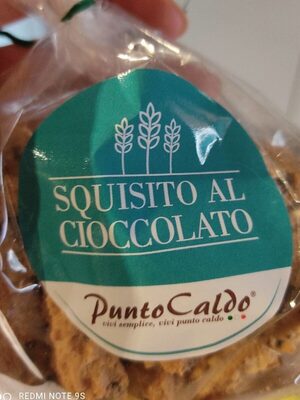 SQUISITO AL
CIOCCOLATO
PuntoCaldo®
vivi semplice, vivi punto caldo
REDMI NOTE 9S